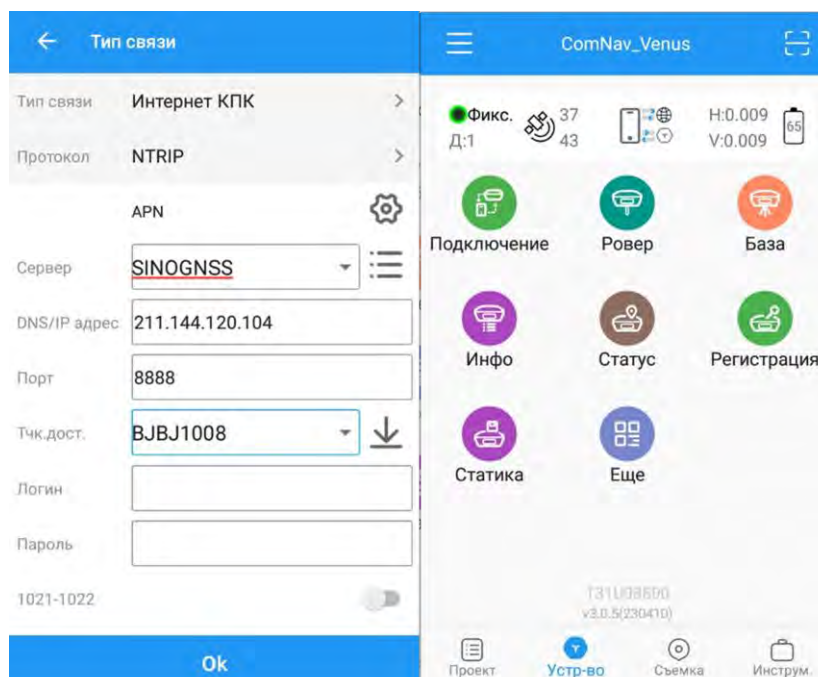 Тип связи
Тип связи Интернет КПК
Протокол NTRIP
APN
Сервер SINOGNSS
DNS/IP адрес 211.144.120.104
Порт 8888
Тчк.дост. BJBJ1008
Логин
Пароль
1021-1022
Ok
ComNav_Venus
Фикс. 37 H:0.009 65
Д:1 43 V:0.009
Подключение Ровер База
Инфо Статус Регистрация
Статика Еще
v3.0.5(230410)
Проект Устр-во Съемка Инструм.